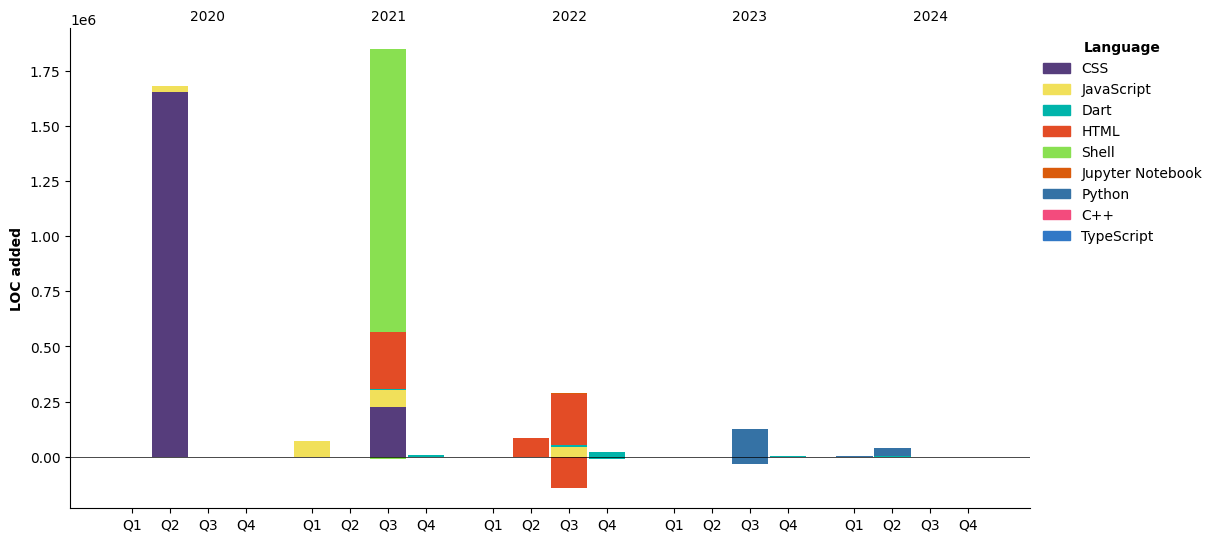 1e6
2020 2021 2022 2023 2024
1.75
1.50
1.25
1.00
0.75
0.50
0.25
0.00
LOC added
Q1 Q2 Q3 Q4 Q1 Q2 Q3 Q4 Q1 Q2 Q3 Q4 Q1 Q2 Q3 Q4 Q1 Q2 Q3 Q4
Language
CSS
JavaScript
Dart
HTML
Shell
Jupyter Notebook
Python
C++
TypeScript